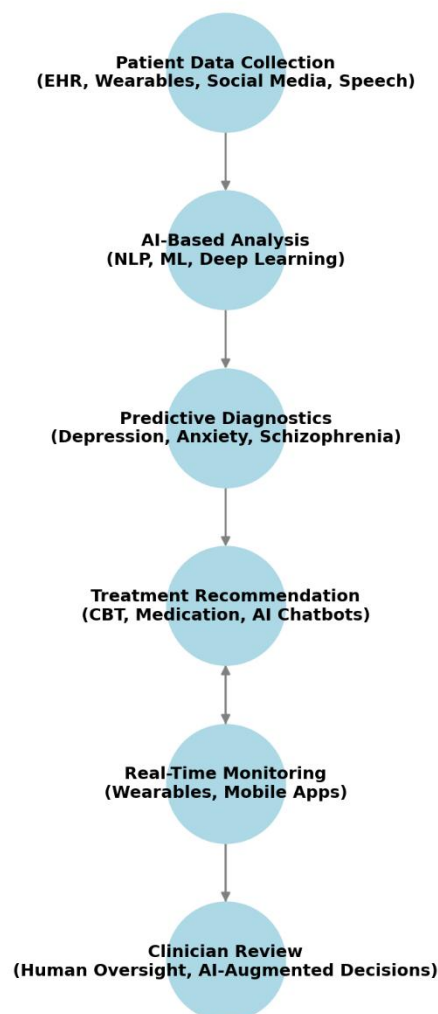 Patient Data Collection
(EHR, Wearables, Social Media, Speech)
AI-Based Analysis
(NLP, ML, Deep Learning)
Predictive Diagnostics
(Depression, Anxiety, Schizophrenia)
Treatment Recommendation
(CBT, Medication, AI Chatbots)
Real-Time Monitoring
(Wearables, Mobile Apps)
Clinician Review
(Human Oversight, AI-Augmented Decisions)